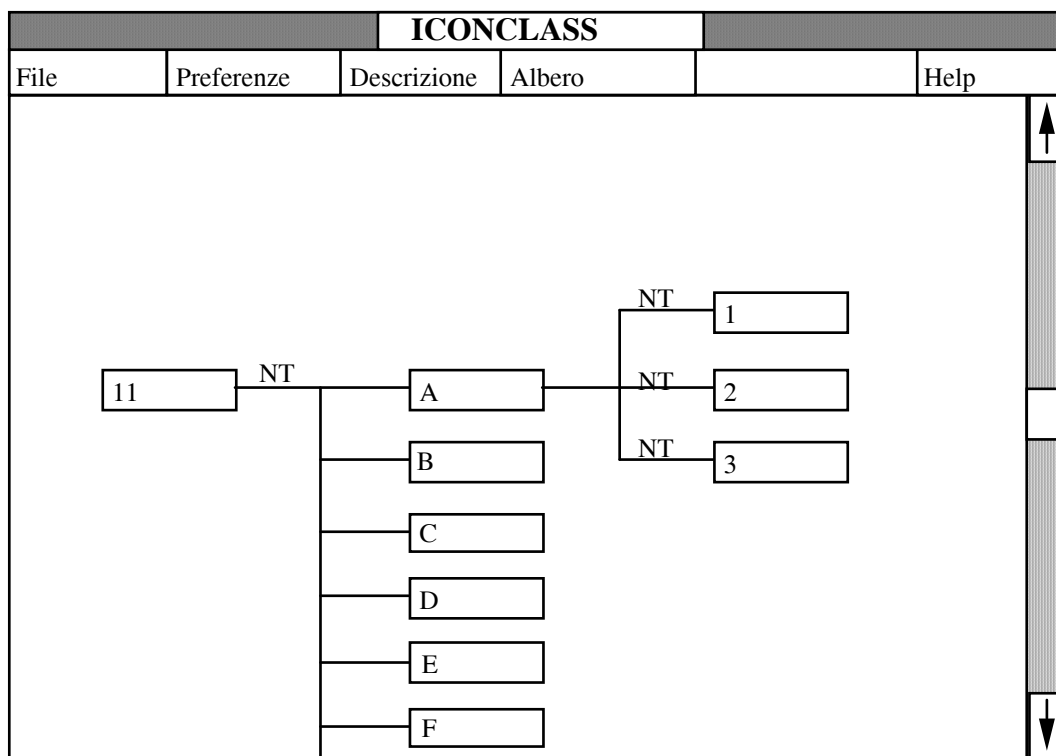 ICONCLASS
File Preferenze Descrizione Albero Help
NT 1
11 NT A NT 2
B NT 3
C
D
E
F